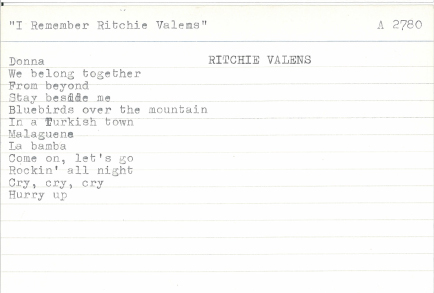 "I Remember Ritchie Valems" A 2780
Donna RITCHIE VALENS
We belong together
From beyond
Stay beside me
Bluebirds over the mountain
In a Turkish town
Malaguene
La bamba
Come on, let's go
Rockin' all night
Cry, cry, cry
Hurry up